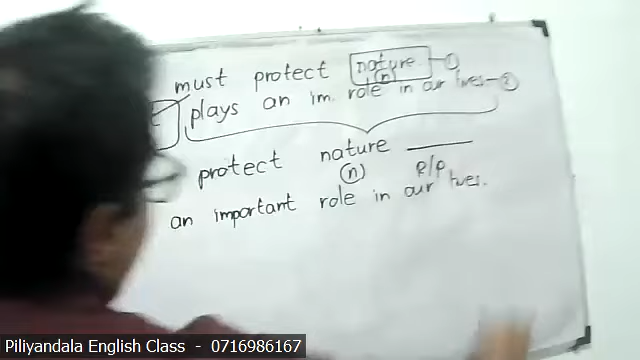 must protect nature ①
(n)
plays an im. role in our lives - ②
protect nature ______
(n) P/P
an important role in our lives.
Piliyandala English Class - 0716986167